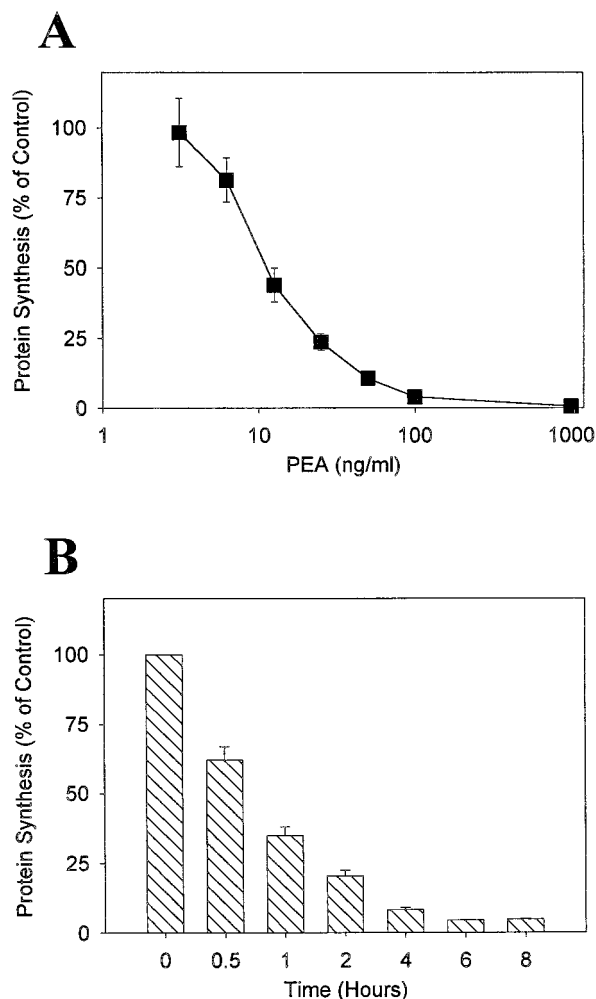 A
Protein Synthesis (% of Control)
100
75
50
25
0
1 10 100 1000
PEA (ng/ml)
B
Protein Synthesis (% of Control)
100
75
50
25
0
0 0.5 1 2 4 6 8
Time (Hours)